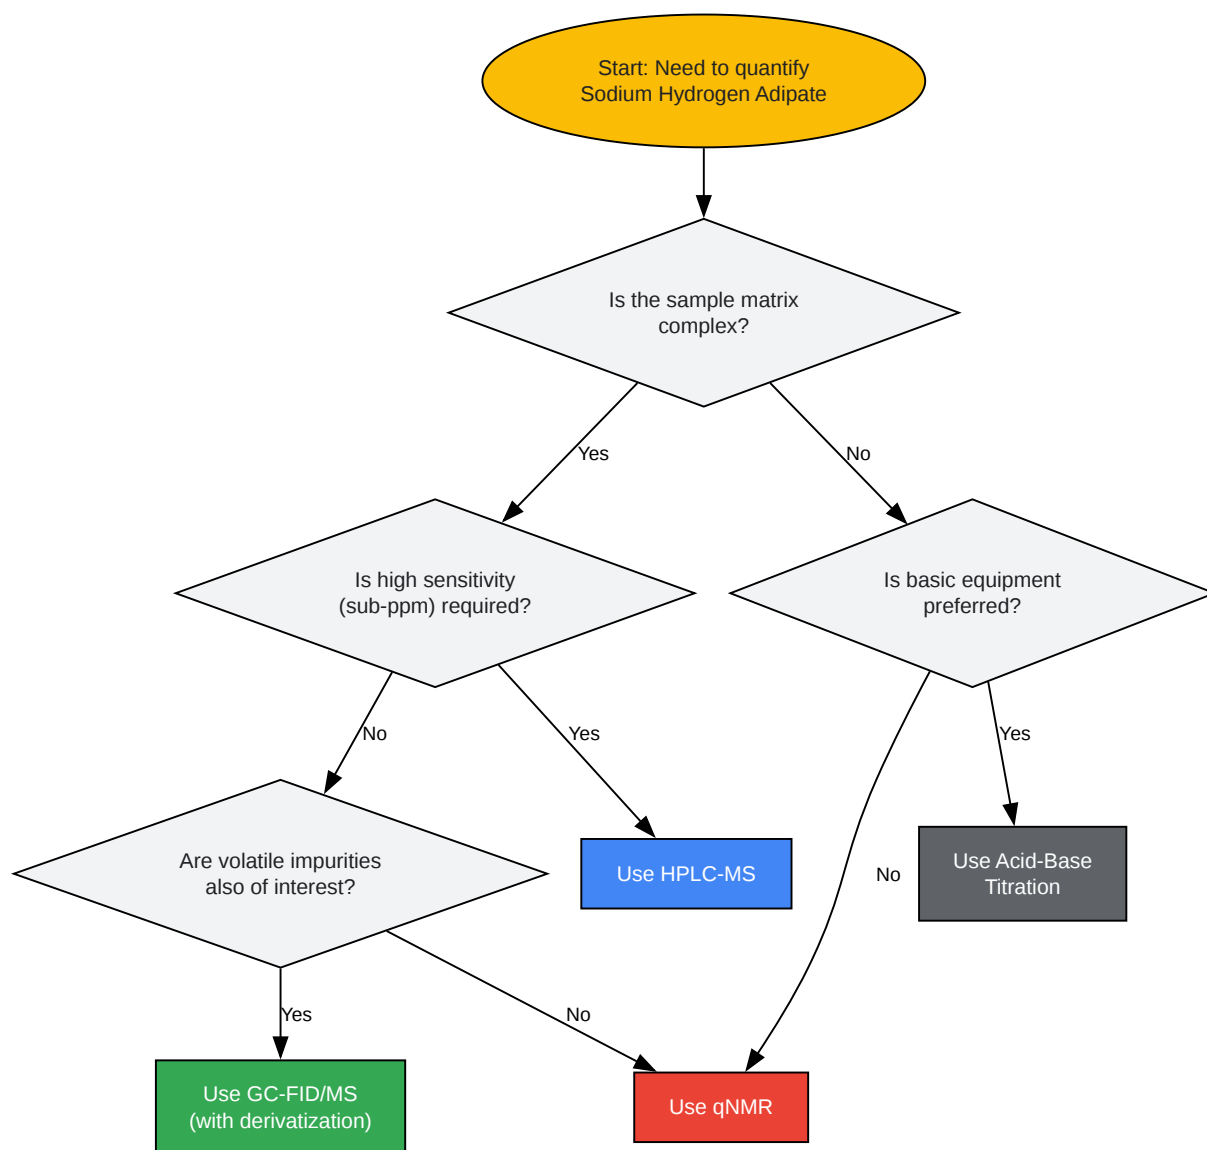 Start: Need to quantify
Sodium Hydrogen Adipate
Is the sample matrix
complex?
Yes
No
Is high sensitivity
(sub-ppm) required?
Is basic equipment
preferred?
No
Yes
Yes
Are volatile impurities
also of interest?
Use HPLC-MS
No
Use Acid-Base
Titration
Yes
No
Use GC-FID/MS
(with derivatization)
Use qNMR